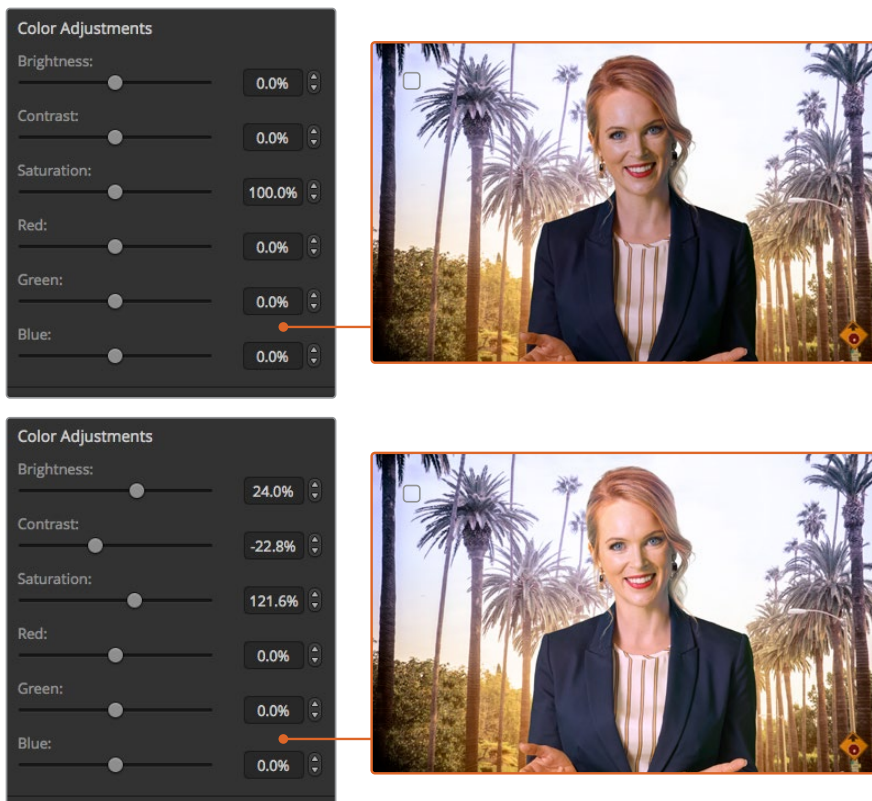 Color Adjustments
Brightness:
0.0%
Contrast:
0.0%
Saturation:
100.0%
Red:
0.0%
Green:
0.0%
Blue:
0.0%
Color Adjustments
Brightness:
24.0%
Contrast:
-22.8%
Saturation:
121.6%
Red:
0.0%
Green:
0.0%
Blue:
0.0%